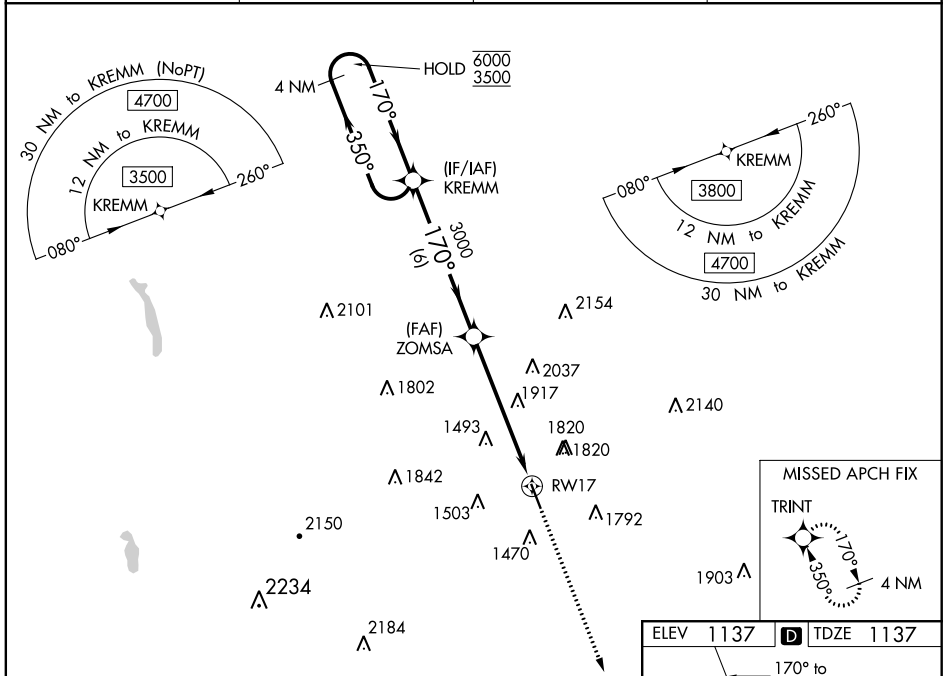 30 NM to KREMM (NoPT)
4700
12 NM to KREMM
3500
KREMM
260°
080°
HOLD 6000
3500
4 NM
170°
350°
(IF/IAF)
KREMM
3000
170°
(6)
260°
KREMM
080°
3800
12 NM to KREMM
4700
30 NM to KREMM
2101
2154
(FAF)
ZOMSA
2037
1802
1917
2140
1493
1820
1820
1842
RW17
1503
1792
2150
1470
1903
2234
2184
MISSED APCH FIX
TRINT
170°
350°
4 NM
ELEV 1137 D TDZE 1137
170° to